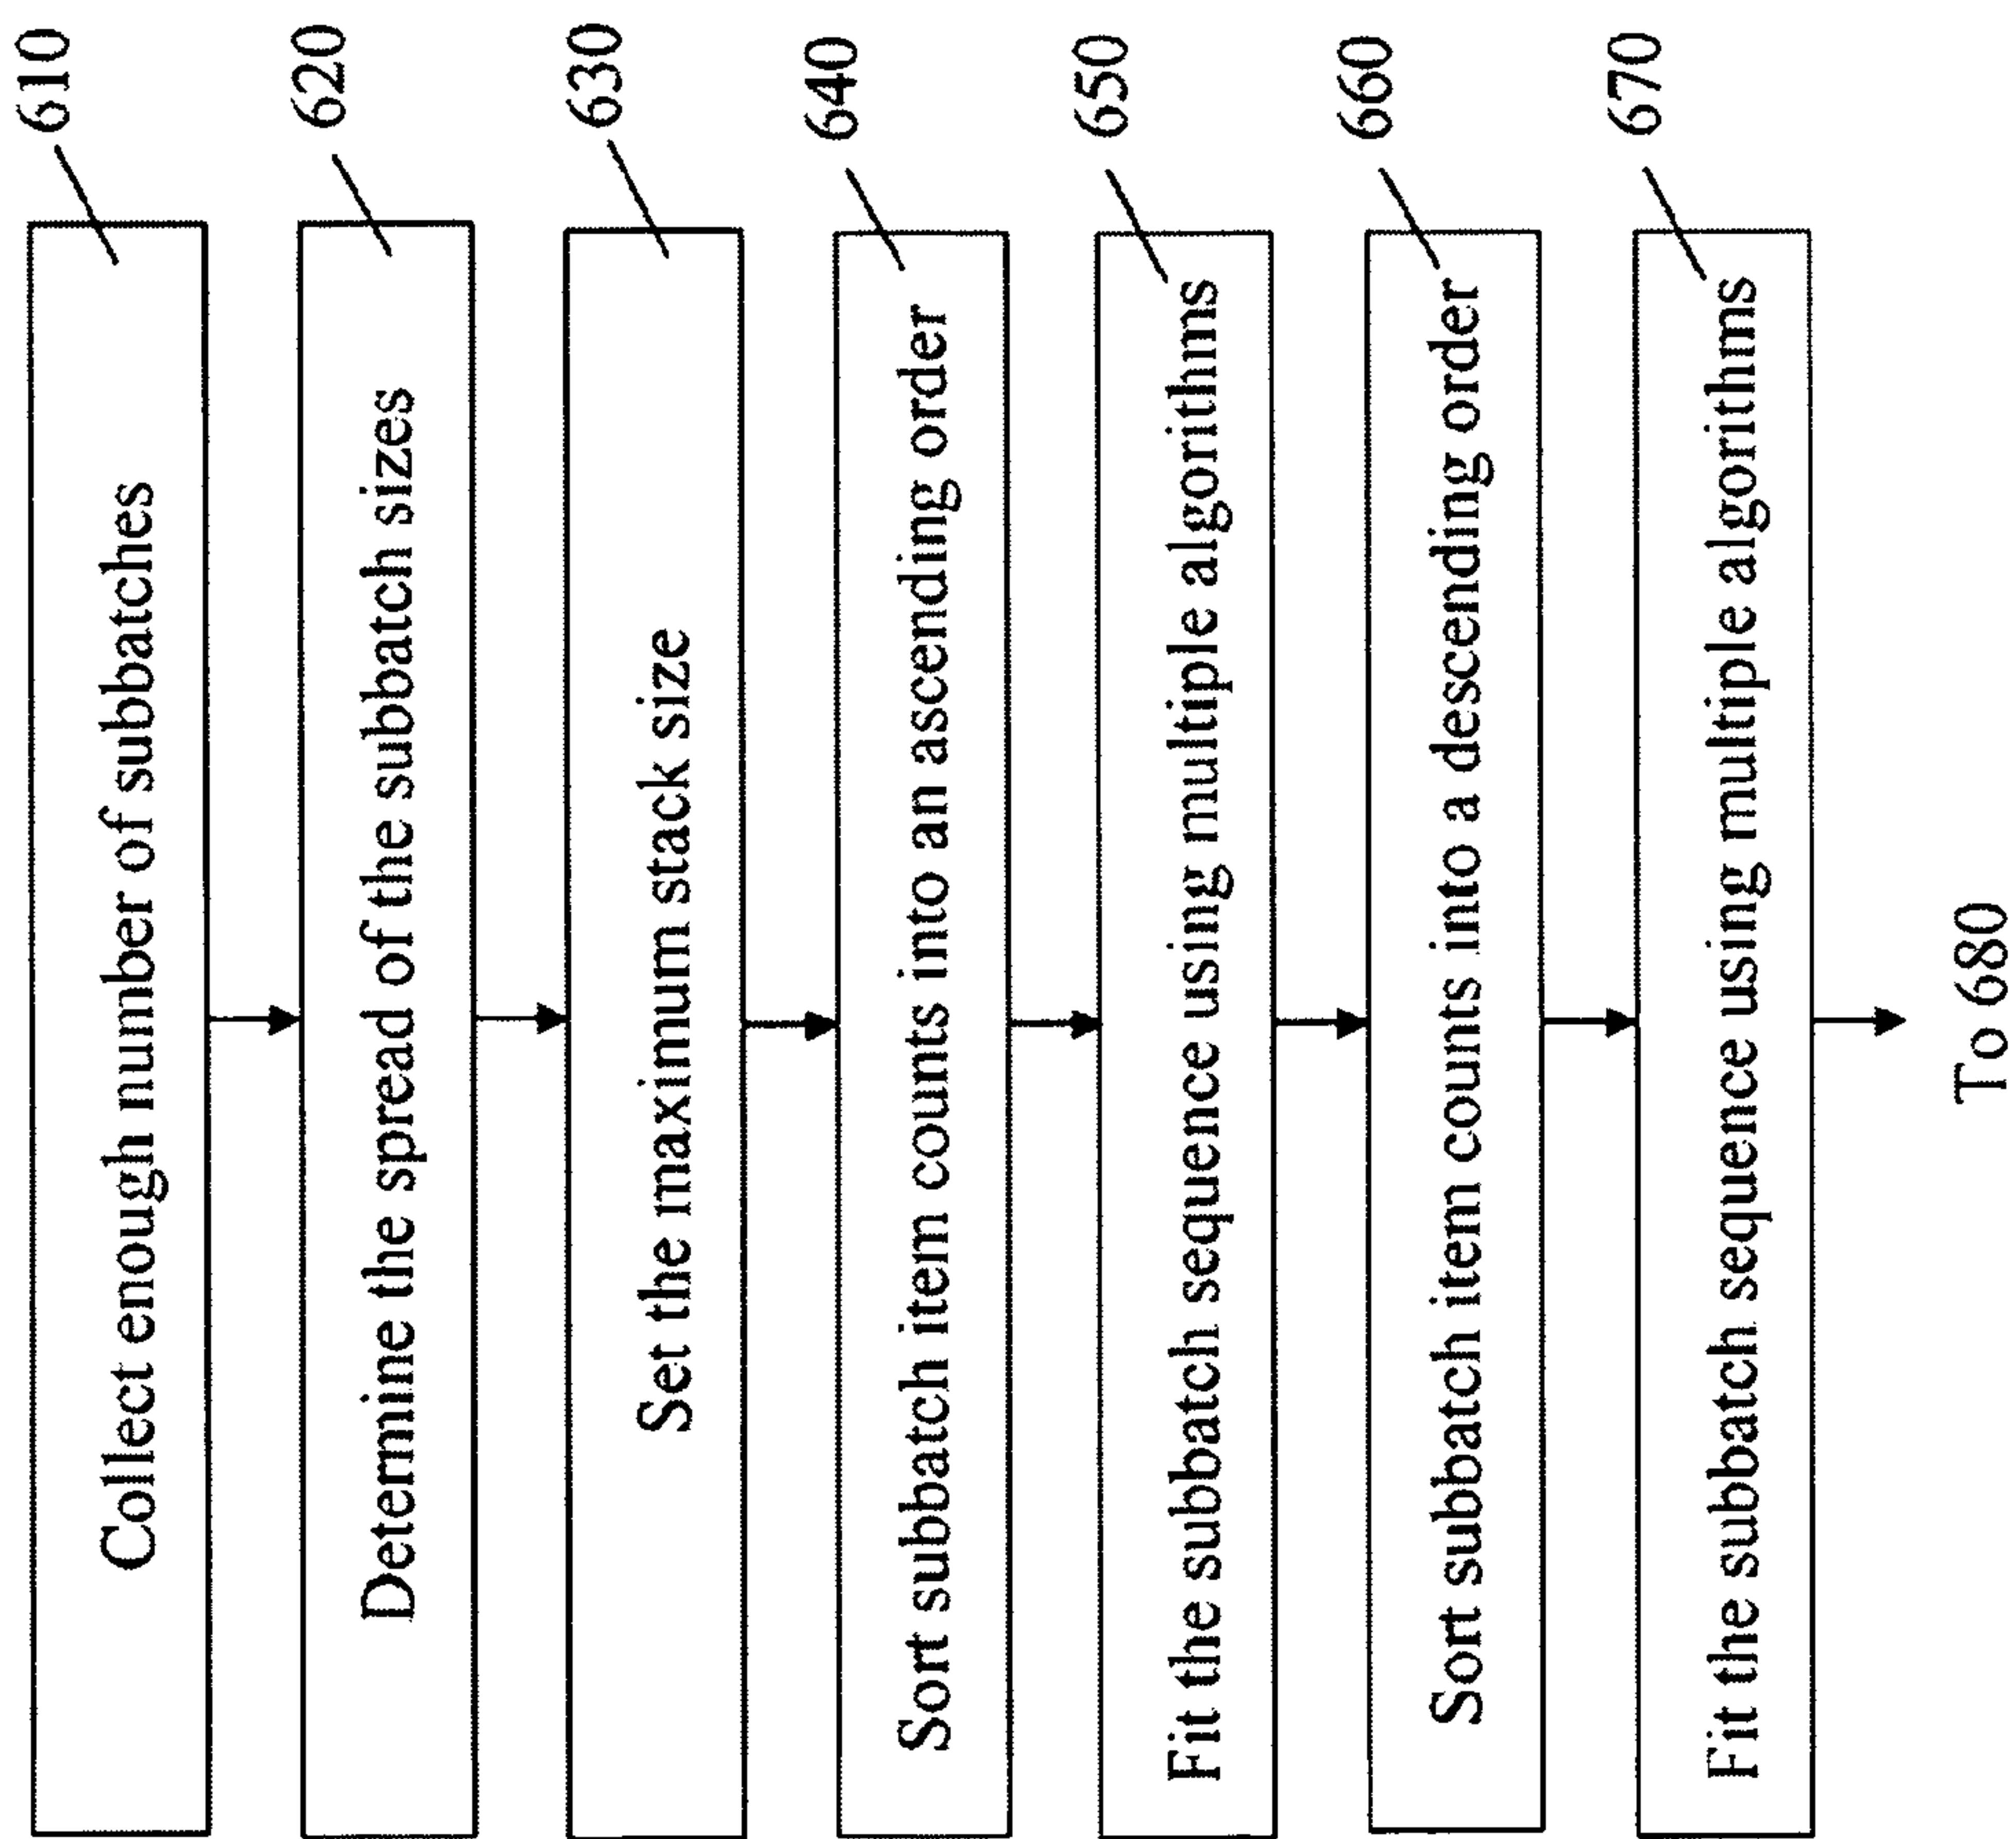 610
Collect enough number of subbatches
620
Determine the spread of the subbatch sizes
630
Set the maximum stack size
640
Sort subbatch item counts into an ascending order
650
Fit the subbatch sequence using multiple algorithms
660
Sort subbatch item counts into a descending order
670
Fit the subbatch sequence using multiple algorithms
To 680